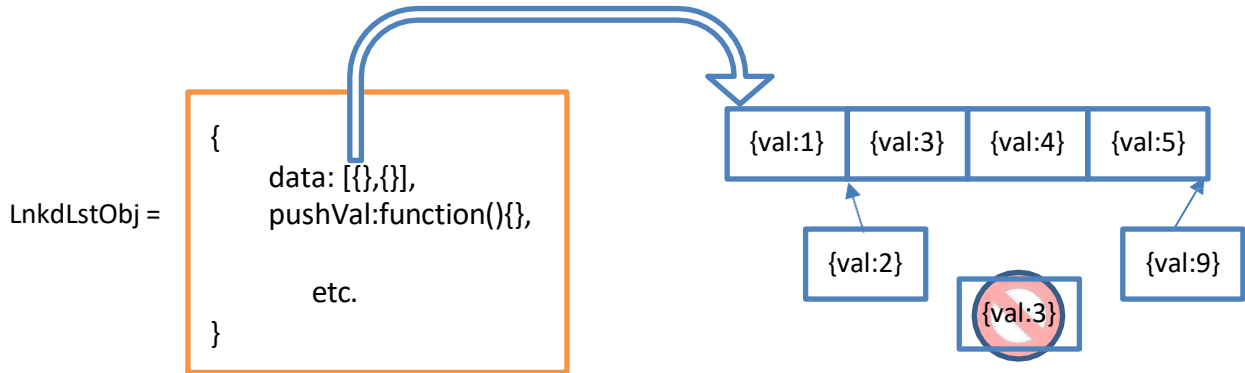 LnkdLstObj =
{
data: [{},{}],
pushVal:function(){},
etc.
}
{val:1} {val:3} {val:4} {val:5}
{val:2} {val:9}
{val:3}